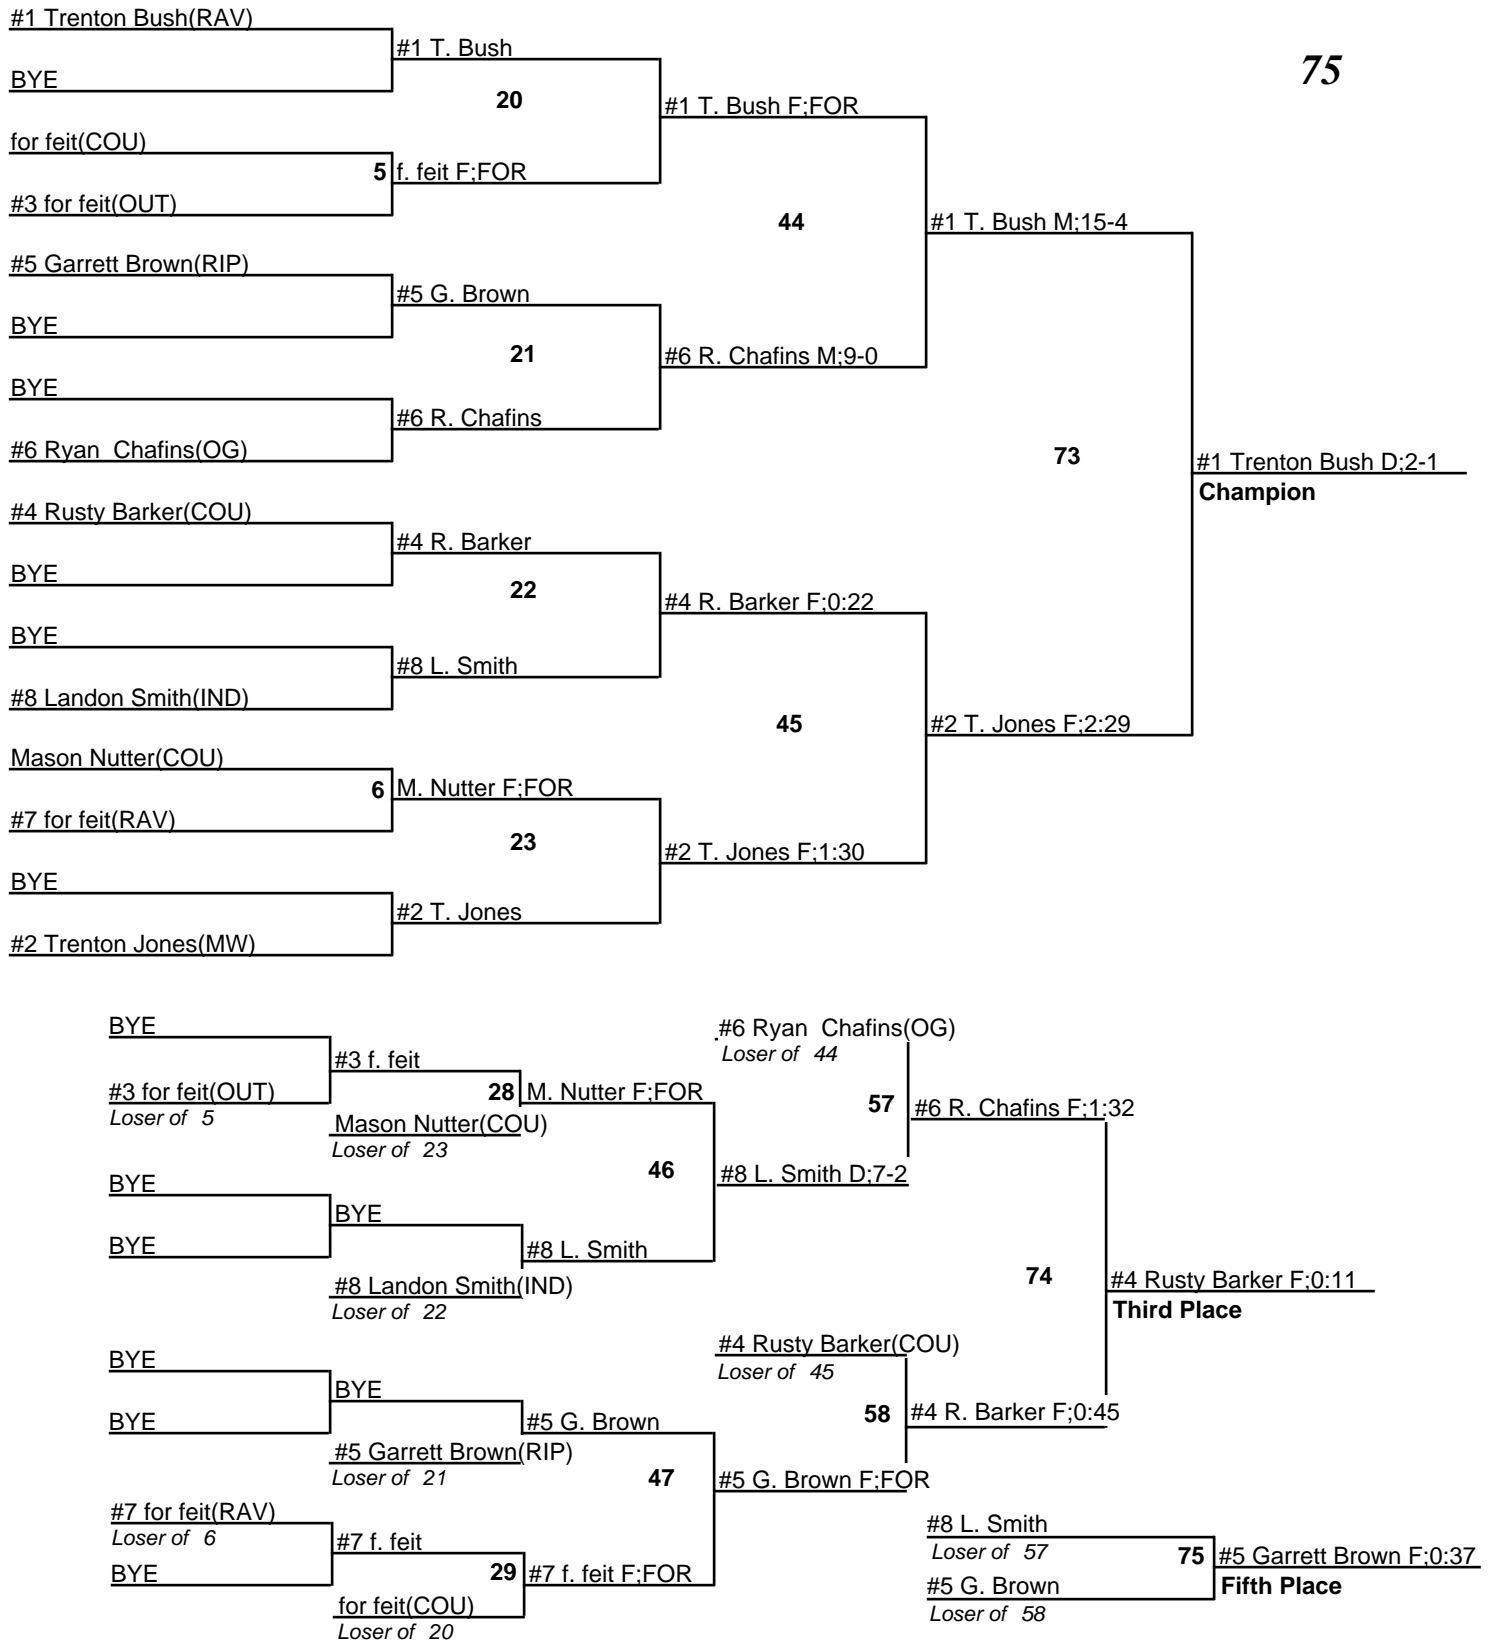 #1 Trenton Bush(RAV)
#1 T. Bush
BYE
75
20
#1 T. Bush F;FOR
for feit(COU)
5
f. feit F;FOR
#3 for feit(OUT)
44
#1 T. Bush M;15-4
#5 Garrett Brown(RIP)
#5 G. Brown
BYE
21
#6 R. Chafins M;9-0
BYE
#6 R. Chafins
#6 Ryan  Chafins(OG)
73
#1 Trenton Bush D;2-1
Champion
#4 Rusty Barker(COU)
#4 R. Barker
BYE
22
#4 R. Barker F;0:22
BYE
#8 L. Smith
#8 Landon Smith(IND)
45
#2 T. Jones F;2:29
Mason Nutter(COU)
6
M. Nutter F;FOR
#7 for feit(RAV)
23
#2 T. Jones F;1:30
BYE
#2 T. Jones
#2 Trenton Jones(MW)
BYE
#3 f. feit
#3 for feit(OUT)
Loser of 5
28
M. Nutter F;FOR
Mason Nutter(COU)
Loser of 23
#6 Ryan  Chafins(OG)
Loser of 44
57
#6 R. Chafins F;1:32
46
#8 L. Smith D;7-2
BYE
BYE
BYE
#8 L. Smith
#8 Landon Smith(IND)
Loser of 22
74
#4 Rusty Barker F;0:11
Third Place
#4 Rusty Barker(COU)
Loser of 45
58
#4 R. Barker F;0:45
BYE
BYE
BYE
#5 G. Brown
#5 Garrett Brown(RIP)
Loser of 21
47
#5 G. Brown F;FOR
#7 for feit(RAV)
Loser of 6
#7 f. feit
BYE
29
#7 f. feit F;FOR
for feit(COU)
Loser of 20
#8 L. Smith
Loser of 57
75
#5 Garrett Brown F;0:37
Fifth Place
#5 G. Brown
Loser of 58